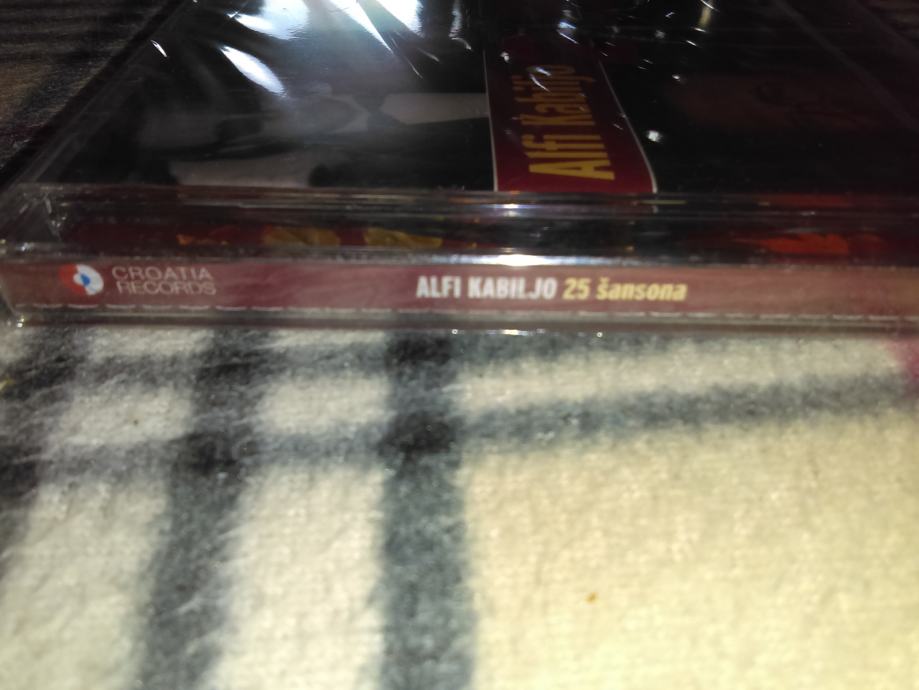 Alfi Kabiljo
CROATIA
RECORDS
ALFI KABILJO 25 šansona